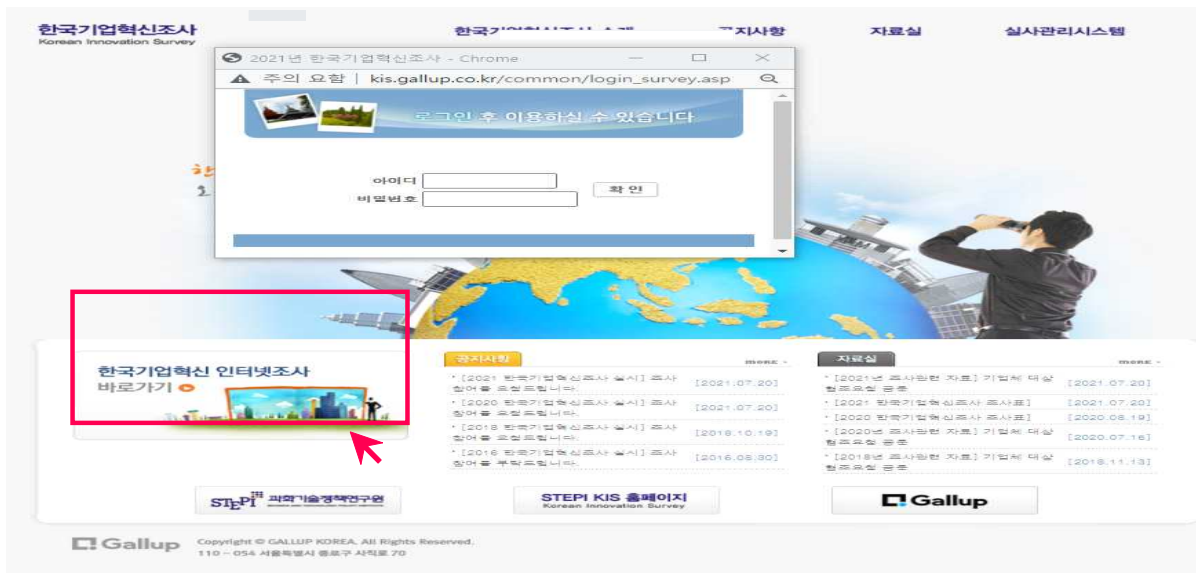 한국기업혁신조사
Korean Innovation Survey
공지사항
자료실
실사관리시스템
2021년 한국기업혁신조사 - Chrome
주의 요함 | kis.gallup.co.kr/common/login_survey.asp
로그인 후 이용하실 수 있습니다
아이디
비밀번호
확 인
한국기업혁신 인터넷조사
바로가기
공지사항
more
[2021 한국기업혁신조사 실시] 조사
참여를 요청드립니다.
[2021.07.20]
[2020 한국기업혁신조사 실시] 조사
참여를 요청드립니다.
[2021.07.20]
[2018 한국기업혁신조사 실시] 조사
참여를 요청드립니다.
[2018.10.19]
[2016 한국기업혁신조사 실시] 조사
참여를 부탁드립니다.
[2016.08.30]
자료실
more
[2021년 조사관련 자료] 기업체 대상
협조요청 공문
[2021.07.20]
[2021 한국기업혁신조사 조사표]
[2021.07.20]
[2020 한국기업혁신조사 조사표]
[2020.08.19]
[2020년 조사관련 자료] 기업체 대상
협조요청 공문
[2020.07.16]
[2018년 조사관련 자료] 기업체 대상
협조요청 공문
[2018.11.13]
STEPI 과학기술정책연구원
STEPI KIS 홈페이지
Korean Innovation Survey
Gallup
Gallup
Copyright © GALLUP KOREA, All Rights Reserved.
110 - 054 서울특별시 종로구 사직로 70